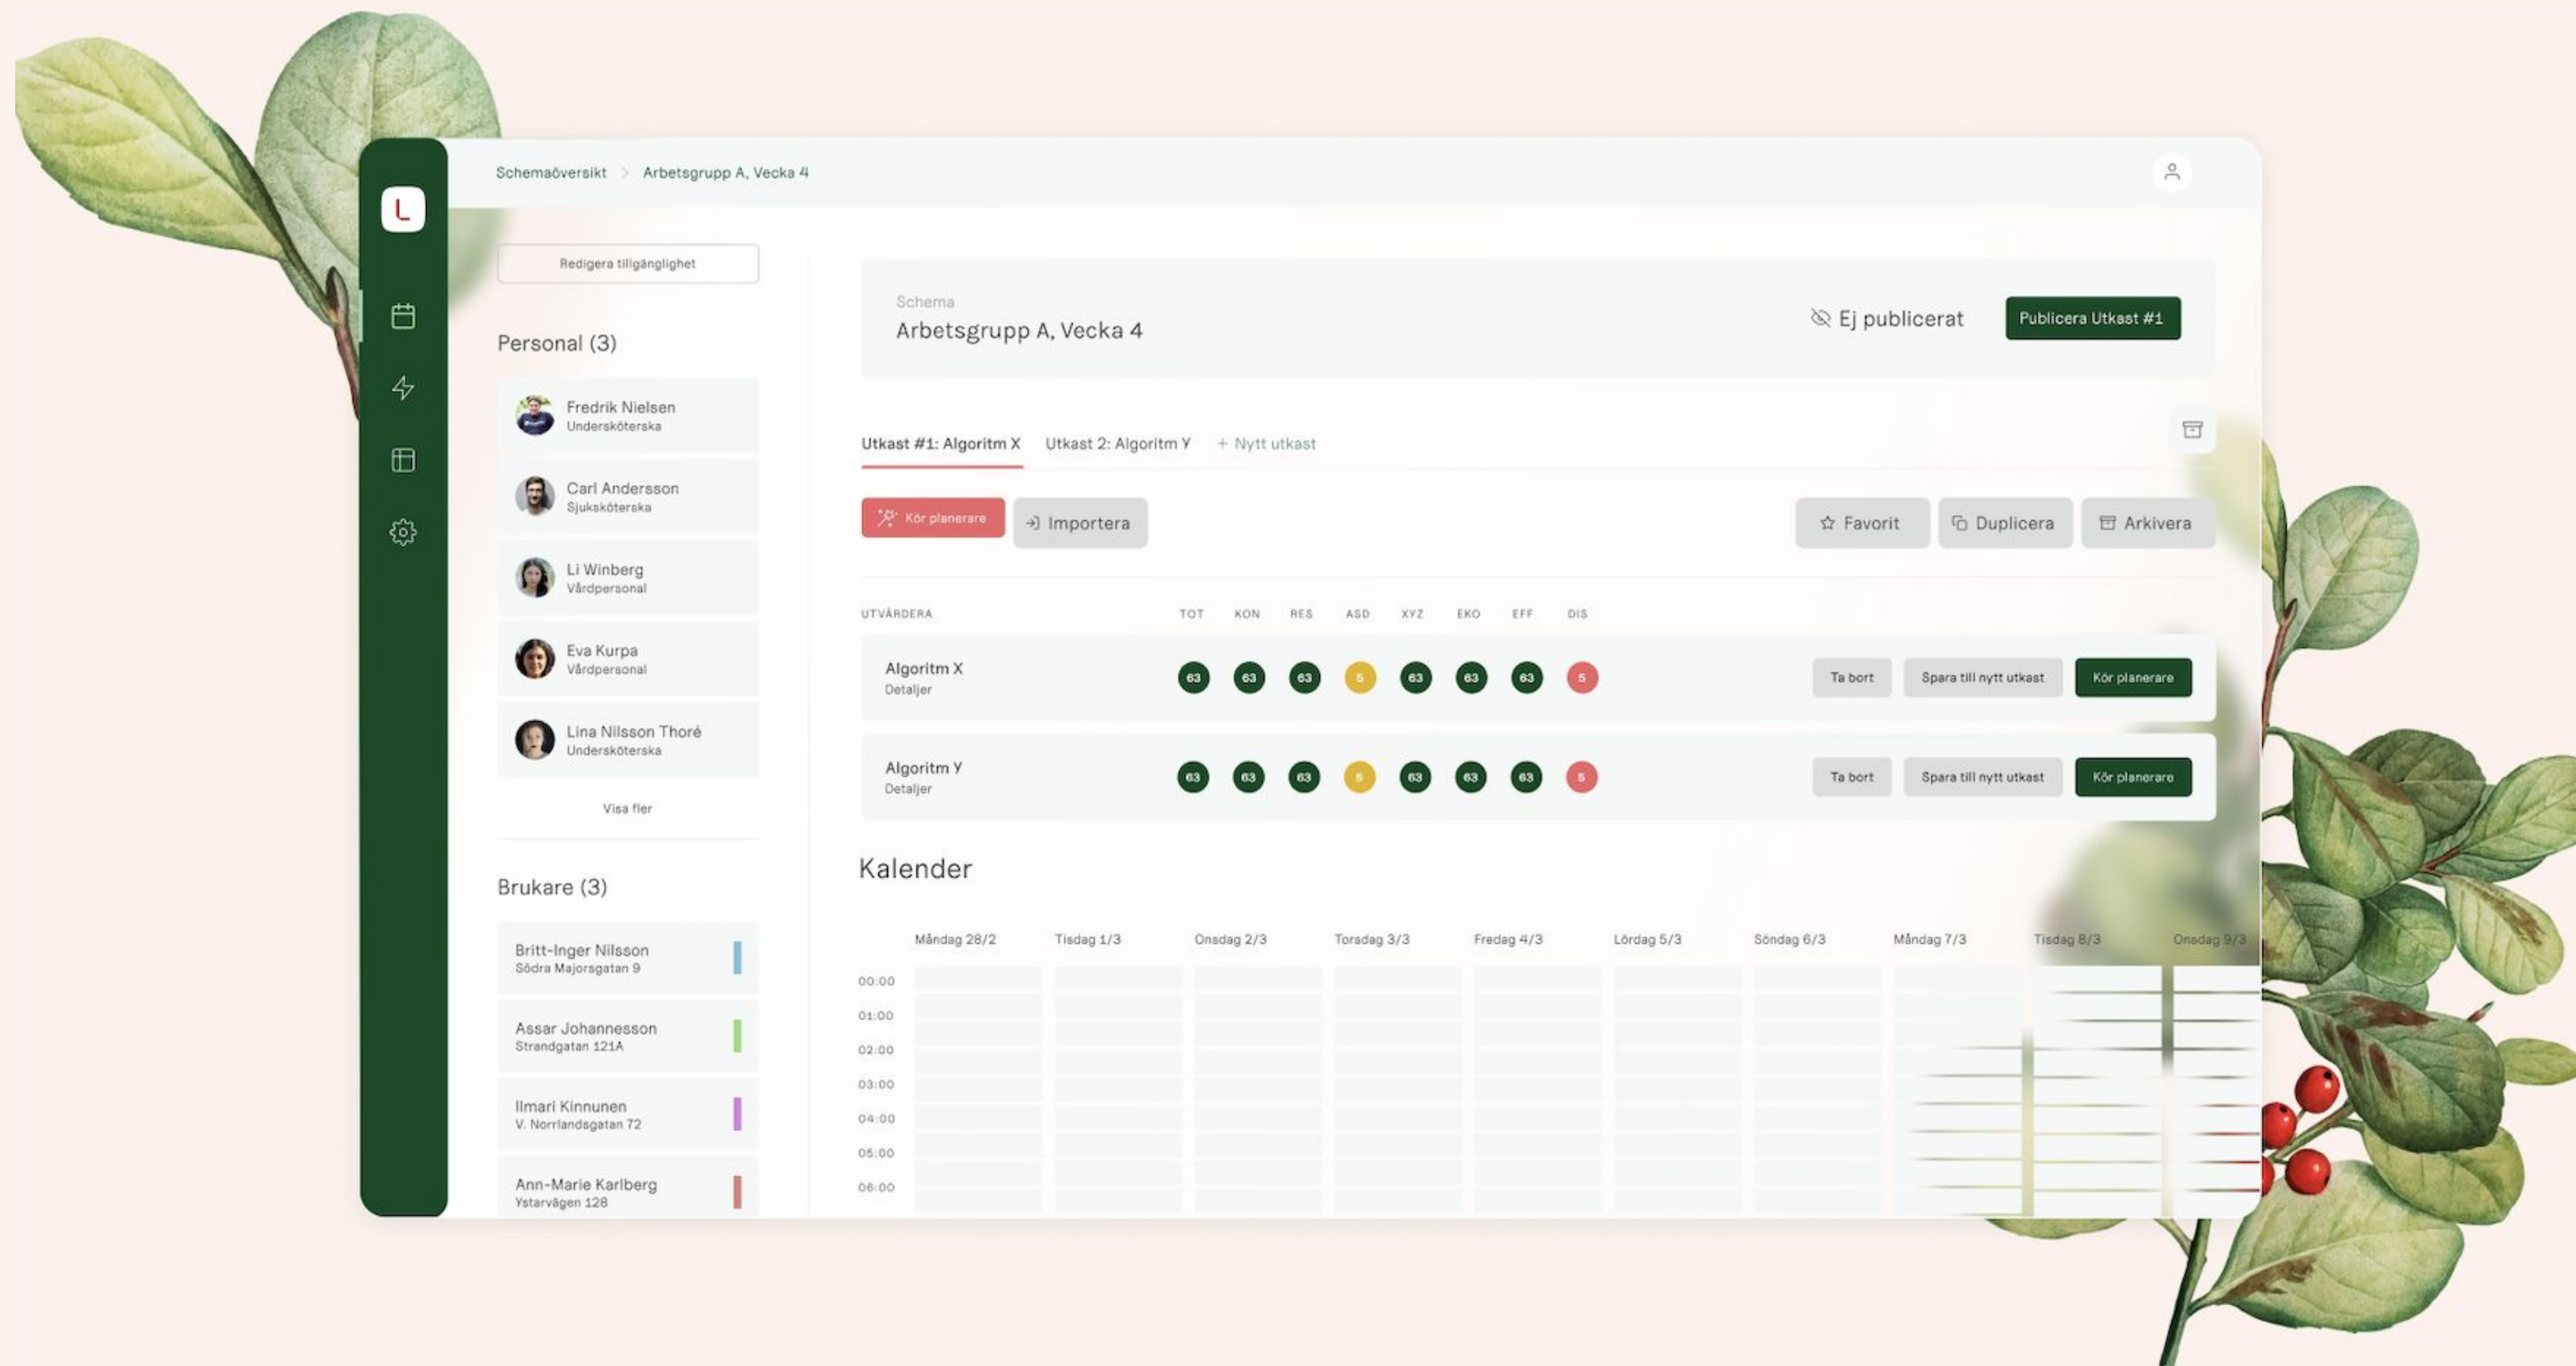 Schemaöversikt > Arbetsgrupp A, Vecka 4
L
Redigera tillgänglighet
Personal (3)
Fredrik Nielsen
Undersköterska
Carl Andersson
Sjuksköterska
Li Winberg
Vårdpersonal
Eva Kurpa
Vårdpersonal
Lina Nilsson Thoré
Undersköterska
Visa fler
Brukare (3)
Britt-Inger Nilsson
Södra Majorsgatan 9
Assar Johannesson
Strandgatan 121A
Ilmari Kinnunen
V. Norrlandsgatan 72
Ann-Marie Karlberg
Ystarvägen 128
Schema
Arbetsgrupp A, Vecka 4
Ej publicerat
Publicera Utkast #1
Utkast #1: Algoritm X Utkast 2: Algoritm Y + Nytt utkast
Kör planerare Importera Favorit Duplicera Arkivera
UTVÄRDERA TOT KON RES ASD XYZ EKO EFF DIS
Algoritm X
Detaljer
63 63 63 5 63 63 63 5
Ta bort Spara till nytt utkast Kör planerare
Algoritm Y
Detaljer
63 63 63 5 63 63 63 5
Ta bort Spara till nytt utkast Kör planerare
Kalender
Måndag 28/2 Tisdag 1/3 Onsdag 2/3 Torsdag 3/3 Fredag 4/3 Lördag 5/3 Söndag 6/3 Måndag 7/3 Tisdag 8/3 Onsdag 9/3
00:00
01:00
02:00
03:00
04:00
05:00
06:00